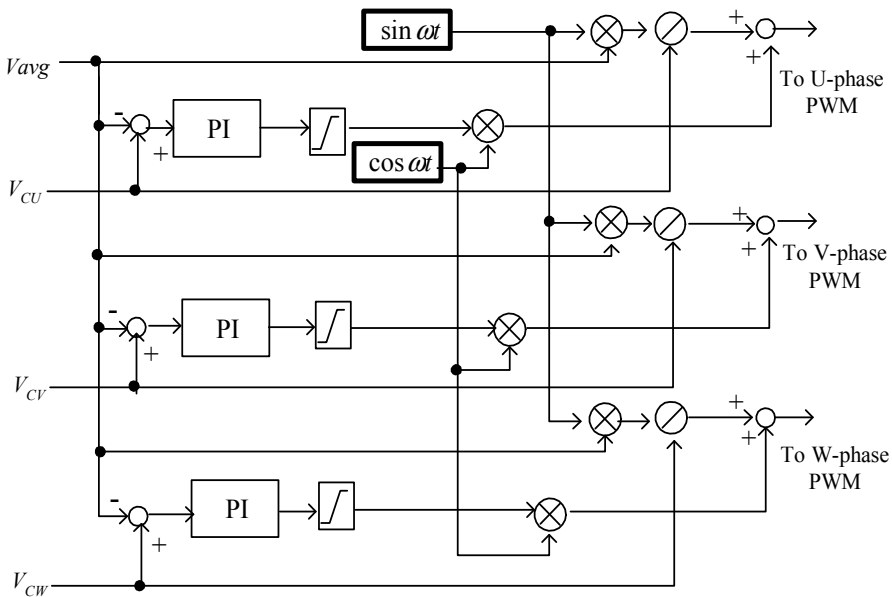 sin ωt
+
Vavg
+
To U-phase
PWM
-
PI
+
cos ωt
V_CU
+
+
To V-phase
PWM
-
PI
+
V_CV
+
+
To W-phase
PWM
-
PI
+
V_CW